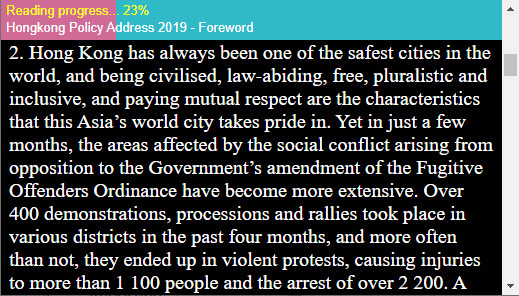 Reading progress... 23%
Hongkong Policy Address 2019 - Foreword
2. Hong Kong has always been one of the safest cities in the
world, and being civilised, law-abiding, free, pluralistic and
inclusive, and paying mutual respect are the characteristics
that this Asia’s world city takes pride in. Yet in just a few
months, the areas affected by the social conflict arising from
opposition to the Government’s amendment of the Fugitive
Offenders Ordinance have become more extensive. Over
400 demonstrations, processions and rallies took place in
various districts in the past four months, and more often
than not, they ended up in violent protests, causing injuries
to more than 1 100 people and the arrest of over 2 200. A